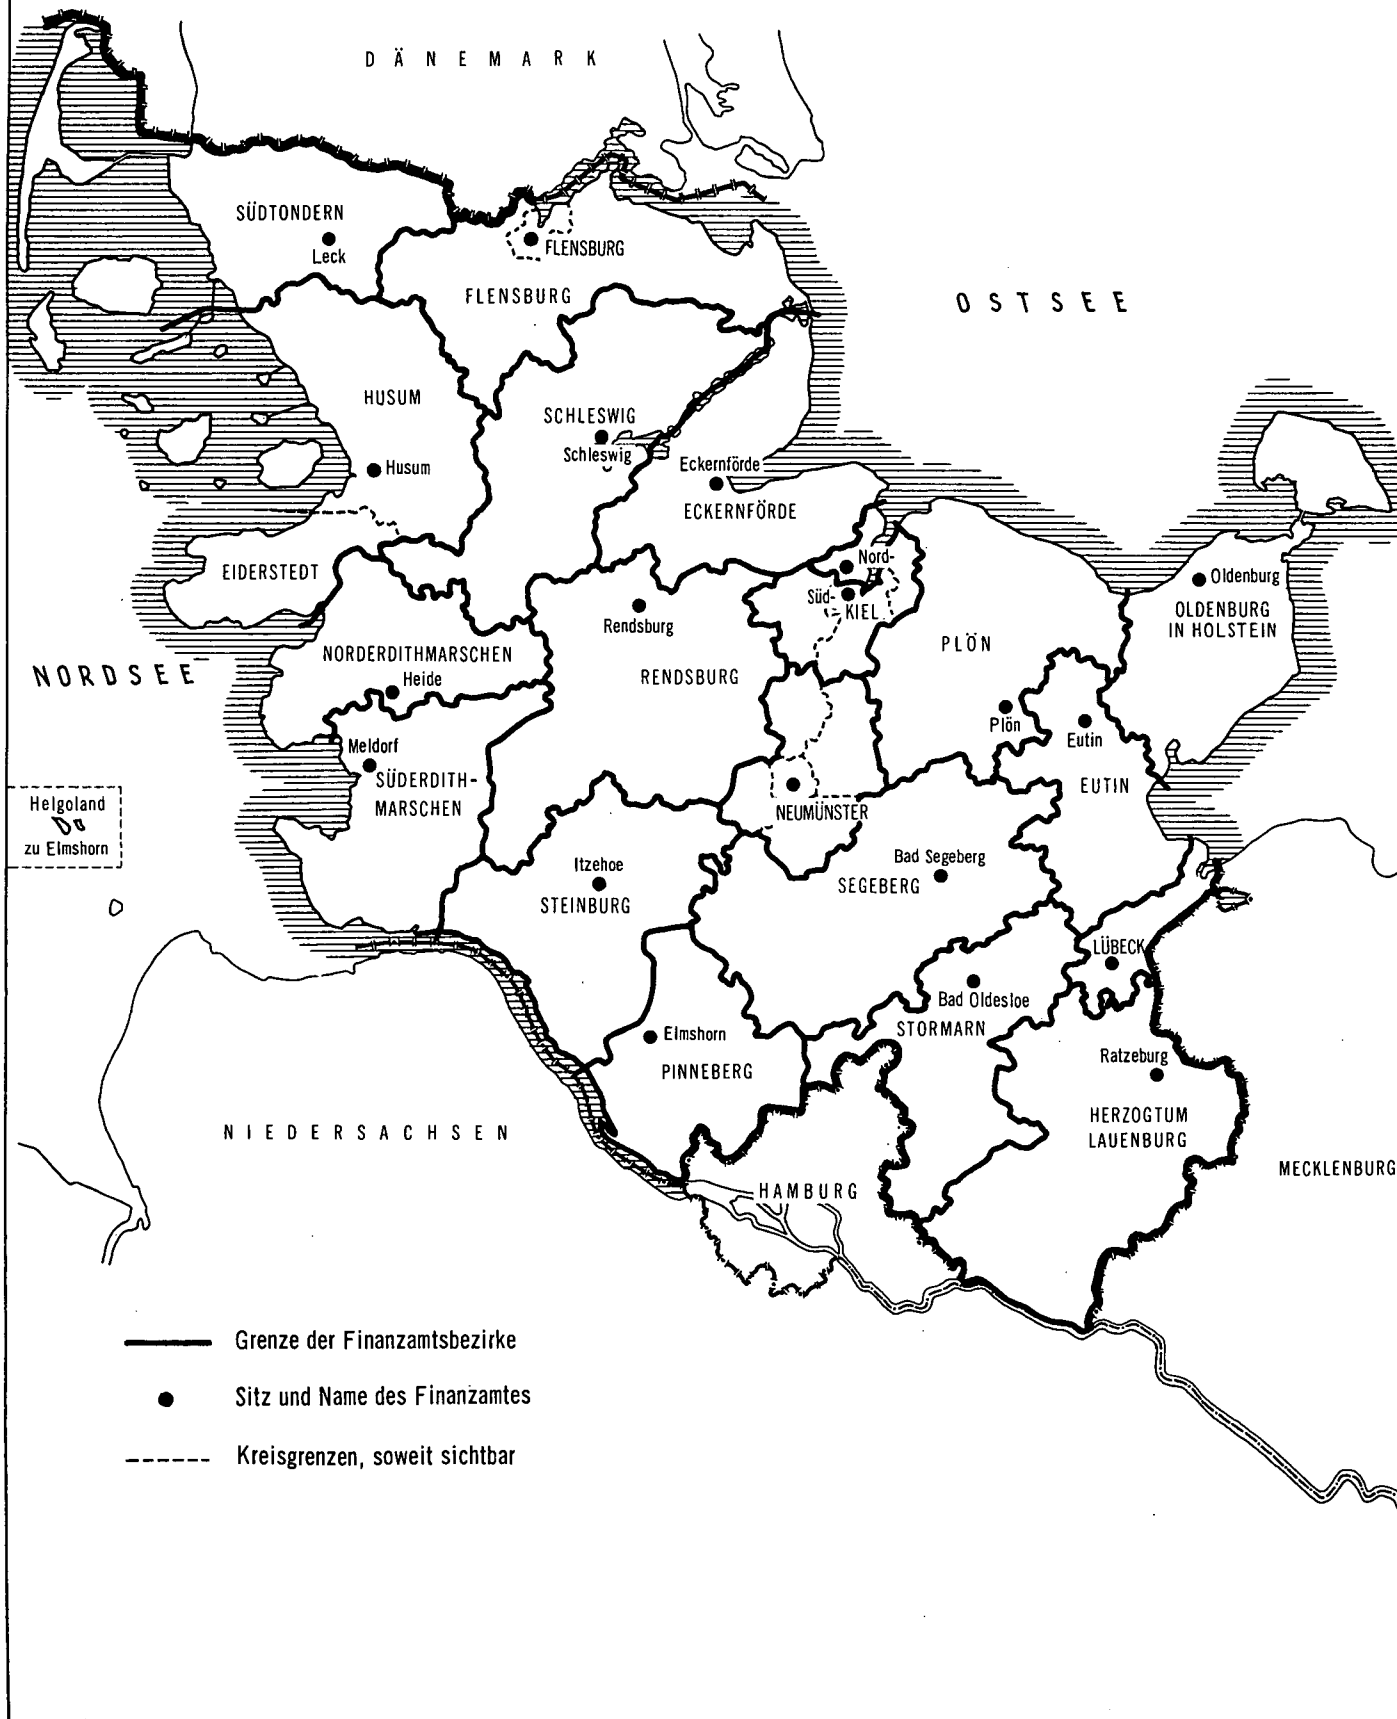 DÄNEMARK
SÜDTONDERN
Leck
FLENSBURG
FLENSBURG
OSTSEE
HUSUM
Husum
SCHLESWIG
Schleswig
Eckernförde
ECKERNFÖRDE
EIDERSTEDT
Nord-
Süd-
KIEL
Oldenburg
OLDENBURG
IN HOLSTEIN
Rendsburg
RENDSBURG
NORDERDITHMARSCHEN
Heide
PLÖN
Plön
NORDSEE
Eutin
EUTIN
Meldorf
SÜDERDITH-
MARSCHEN
NEUMÜNSTER
Helgoland
zu Elmshorn
Itzehoe
STEINBURG
Bad Segeberg
SEGEBERG
LÜBECK
Bad Oldesloe
STORMARN
Elmshorn
PINNEBERG
Ratzeburg
HERZOGTUM
LAUENBURG
NIEDERSACHSEN
MECKLENBURG
HAMBURG
Grenze der Finanzamtsbezirke
Sitz und Name des Finanzamtes
Kreisgrenzen, soweit sichtbar